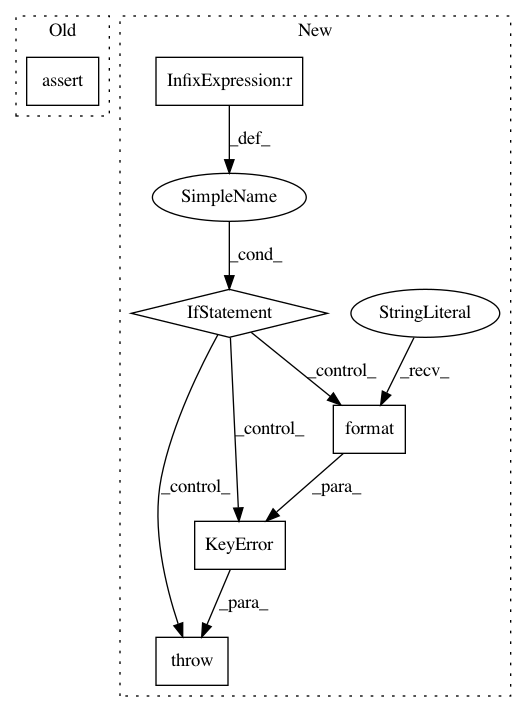 Old
New
assert
InfixExpression:r
_def_
SimpleName
_cond_
IfStatement
StringLiteral
_control_
_recv_
_control_
format
_control_
_para_
KeyError
_para_
throw